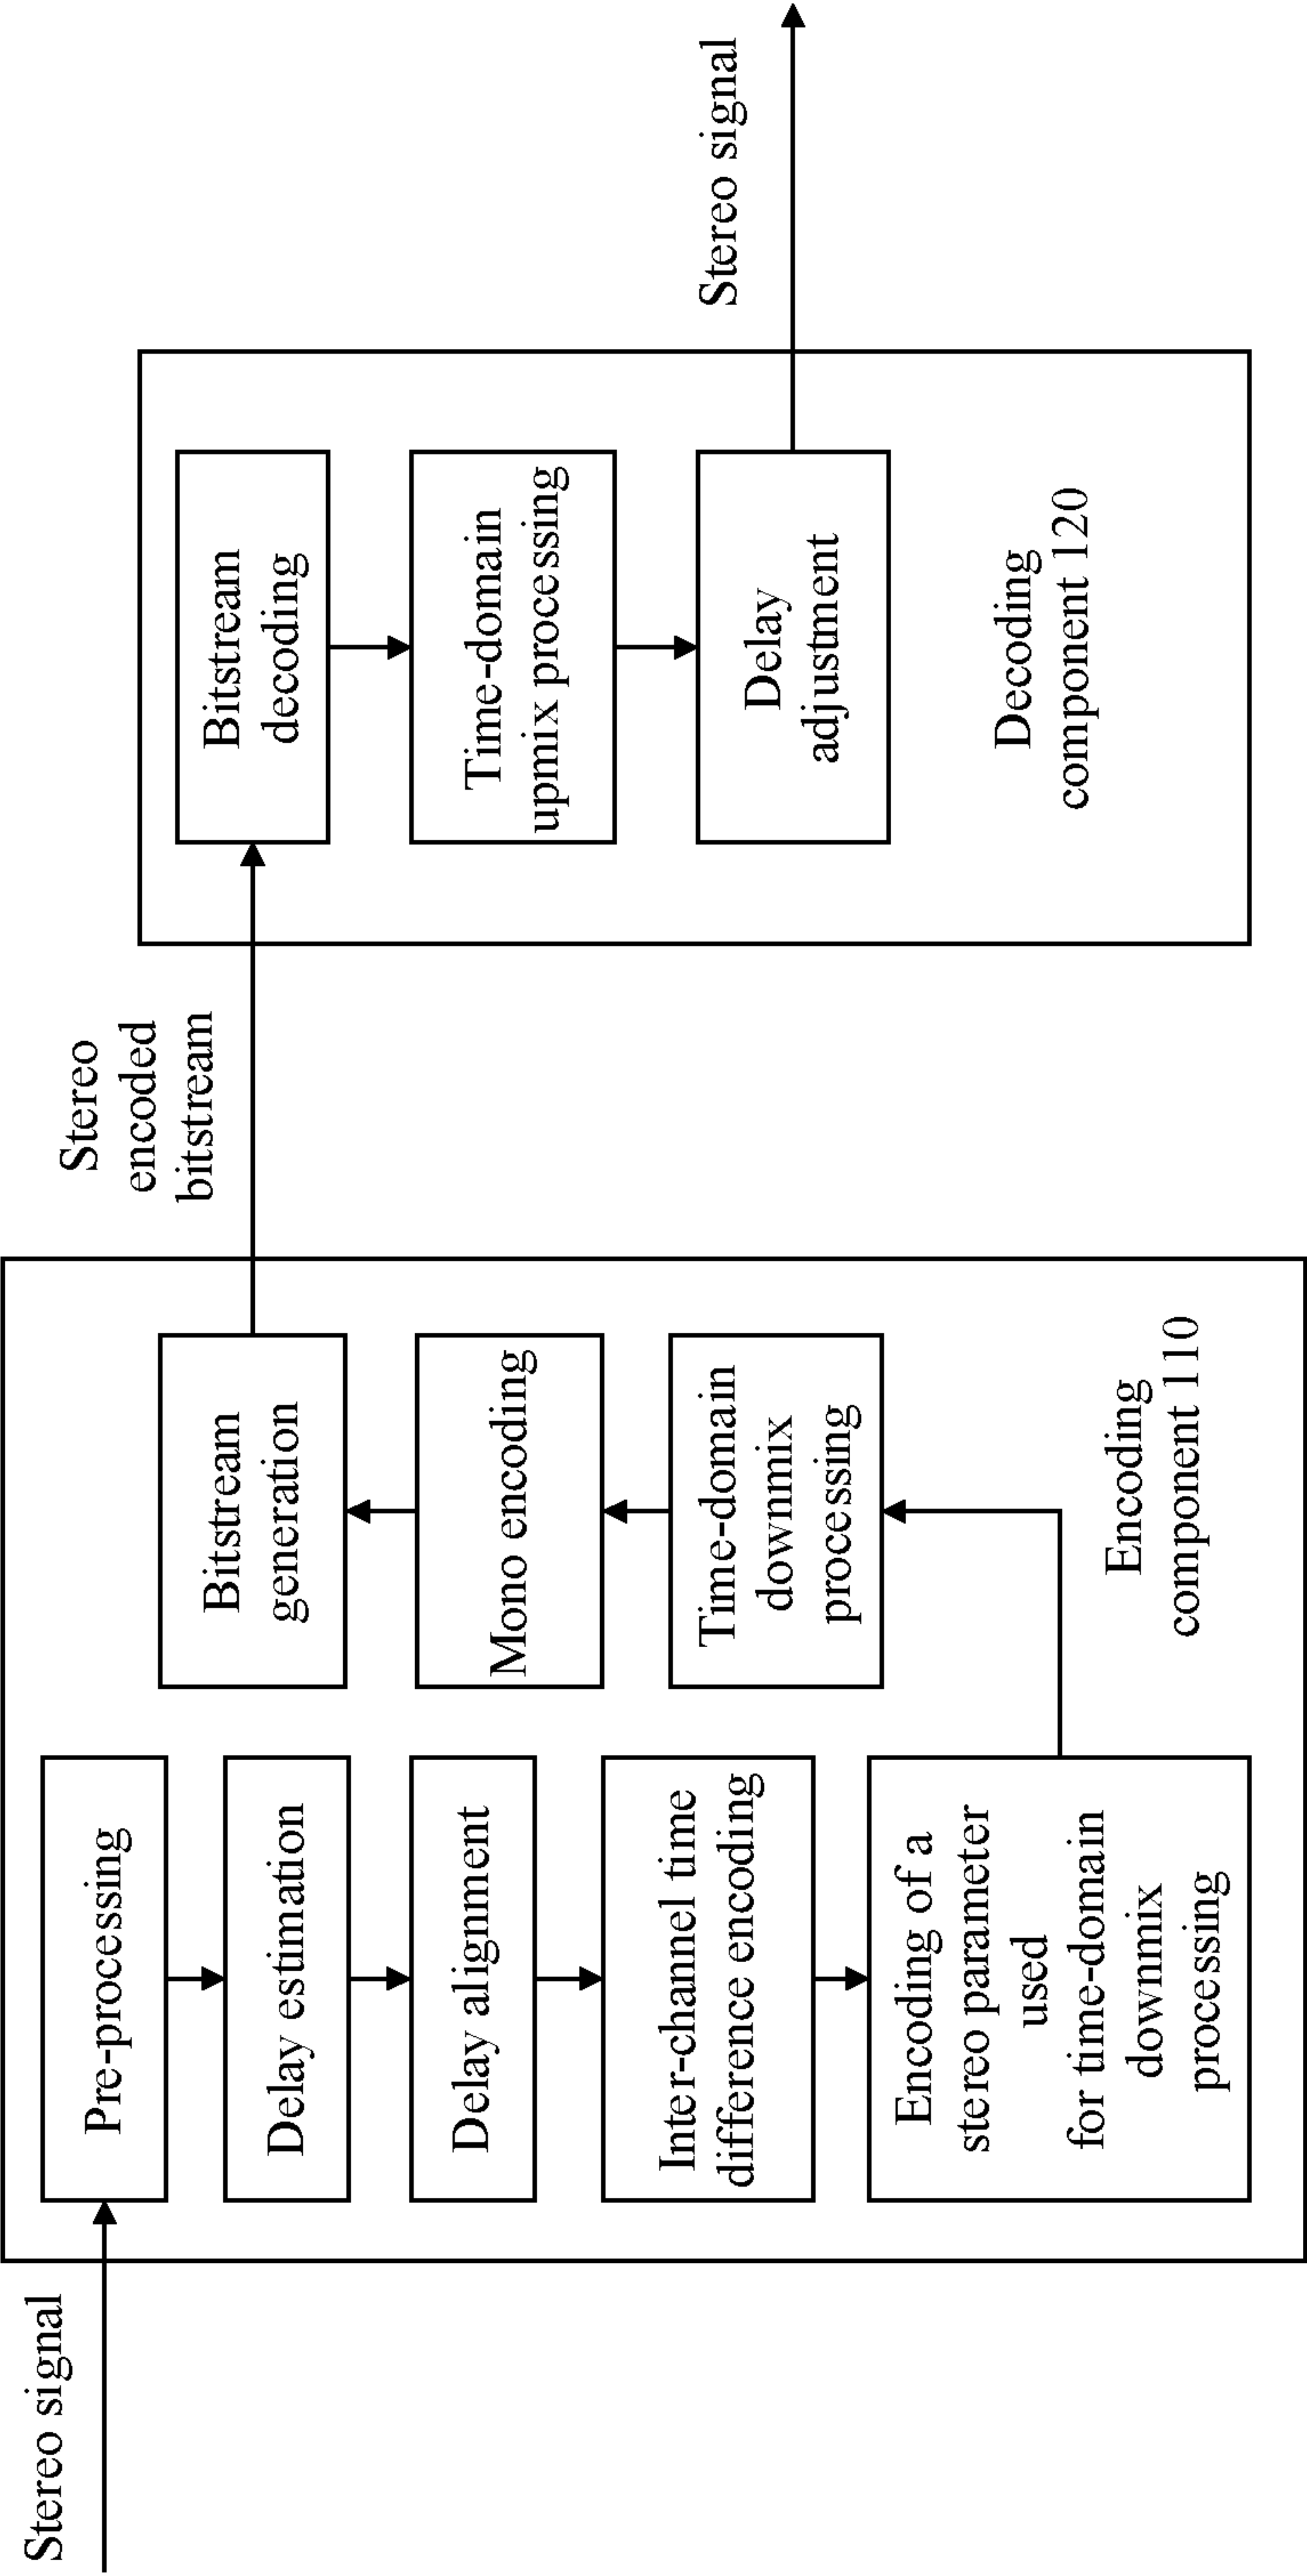 Stereo signal
Pre-processing
Delay estimation
Delay alignment
Inter-channel time
difference encoding
Encoding of a
stereo parameter
used
for time-domain
downmix
processing
Time-domain
downmix
processing
Mono encoding
Bitstream
generation
Encoding
component 110
Stereo
encoded
bitstream
Bitstream
decoding
Time-domain
upmix processing
Delay
adjustment
Decoding
component 120
Stereo signal